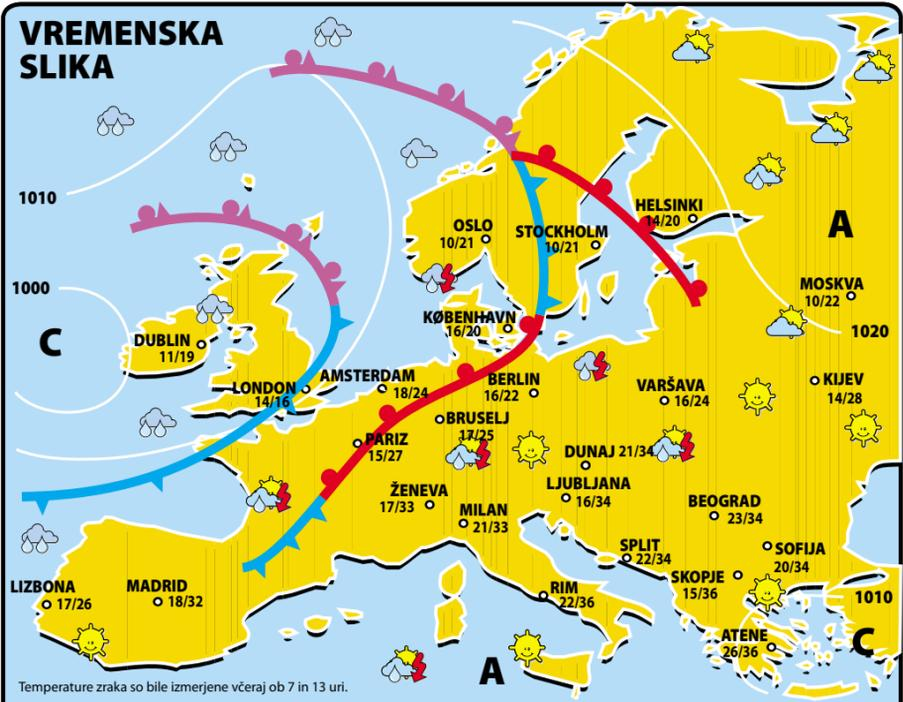 VREMENSKA
SLIKA
1010
HELSINKI
14/20
A
OSLO
10/21
STOCKHOLM
10/21
MOSKVA
10/22
1000
KØBENHAVN
16/20
1020
C
DUBLIN
11/19
LONDON
14/16
AMSTERDAM
18/24
BERLIN
16/22
VARŠAVA
16/24
KIJEV
14/28
BRUSELJ
17/25
PARIZ
15/27
DUNAJ 21/34
LJUBLJANA
16/34
ŽENEVA
17/33
MILAN
21/33
BEOGRAD
23/34
SPLIT
22/34
SOFIJA
20/34
SKOPJE
15/36
LIZBONA
17/26
MADRID
18/32
RIM
22/36
1010
ATENE
26/36
C
A
Temperature zraka so bile izmerjene včeraj ob 7 in 13 uri.